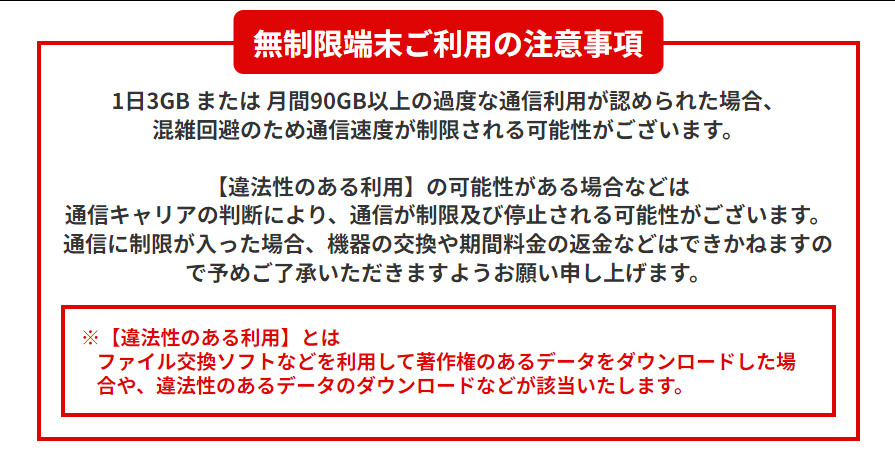 無制限端末ご利用の注意事項
1日3GB または 月間90GB以上の過度な通信利用が認められた場合、
混雑回避のため通信速度が制限される可能性がございます。
【違法性のある利用】の可能性がある場合などは
通信キャリアの判断により、通信が制限及び停止される可能性がございます。
通信に制限が入った場合、機器の交換や期間料金の返金などはできかねますの
で予めご了承いただきますようお願い申し上げます。
※【違法性のある利用】とは
ファイル交換ソフトなどを利用して著作権のあるデータをダウンロードした場
合や、違法性のあるデータのダウンロードなどが該当いたします。